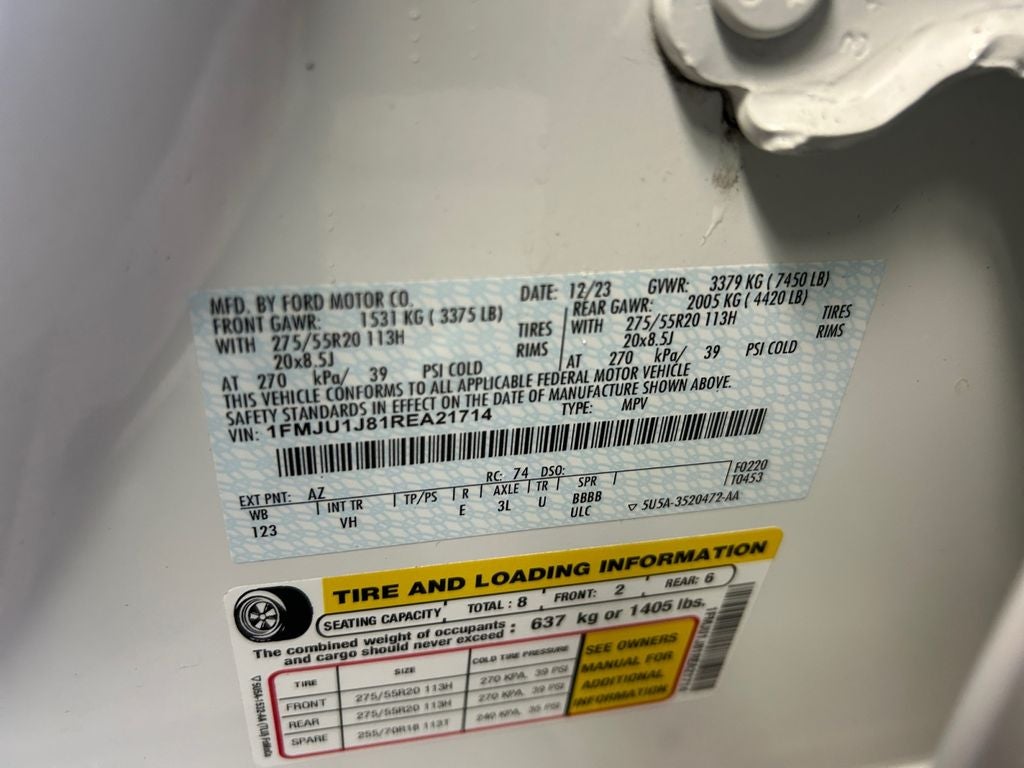 MFD. BY FORD MOTOR CO. DATE: 12/23 GVWR: 3379 KG ( 7450 LB)
FRONT GAWR: 1531 KG ( 3375 LB) REAR GAWR: 2005 KG ( 4420 LB)
WITH 275/55R20 113H TIRES WITH 275/55R20 113H TIRES
20x8.5J RIMS 20x8.5J RIMS
AT 270 kPa/ 39 PSI COLD AT 270 kPa/ 39 PSI COLD
THIS VEHICLE CONFORMS TO ALL APPLICABLE FEDERAL MOTOR VEHICLE
SAFETY STANDARDS IN EFFECT ON THE DATE OF MANUFACTURE SHOWN ABOVE.
VIN: 1FMJU1J81REA21714 TYPE: MPV
EXT PNT: AZ RC: 74 DSO: F0220
WB INT TR TP/PS R AXLE TR SPR T0453
123 VH E 3L U BBBB
ULC ▽ 5U5A-3520472-AA
TIRE AND LOADING INFORMATION
SEATING CAPACITY TOTAL : 8 FRONT: 2 REAR: 6
The combined weight of occupants
and cargo should never exceed : 637 kg or 1405 lbs.
TIRE SIZE COLD TIRE PRESSURE
FRONT 275/55R20 113H 270 KPA, 39 PSI
REAR 275/55R20 113H 270 KPA, 39 PSI
SPARE 255/70R18 113T 240 KPA, 35 PSI
SEE OWNERS
MANUAL FOR
ADDITIONAL
INFORMATION